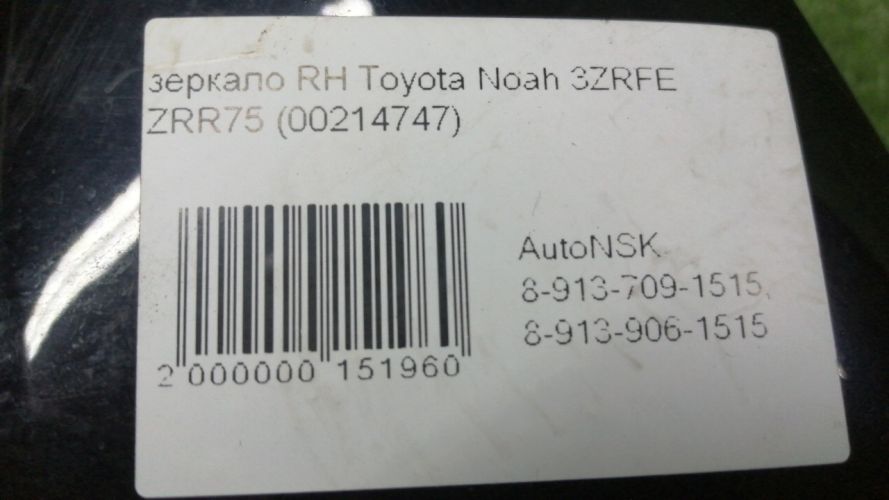 зеркало RH Toyota Noah 3ZRFE
ZRR75 (00214747)
AutoNSK
8-913-709-1515,
8-913-906-1515
2 000000 151960